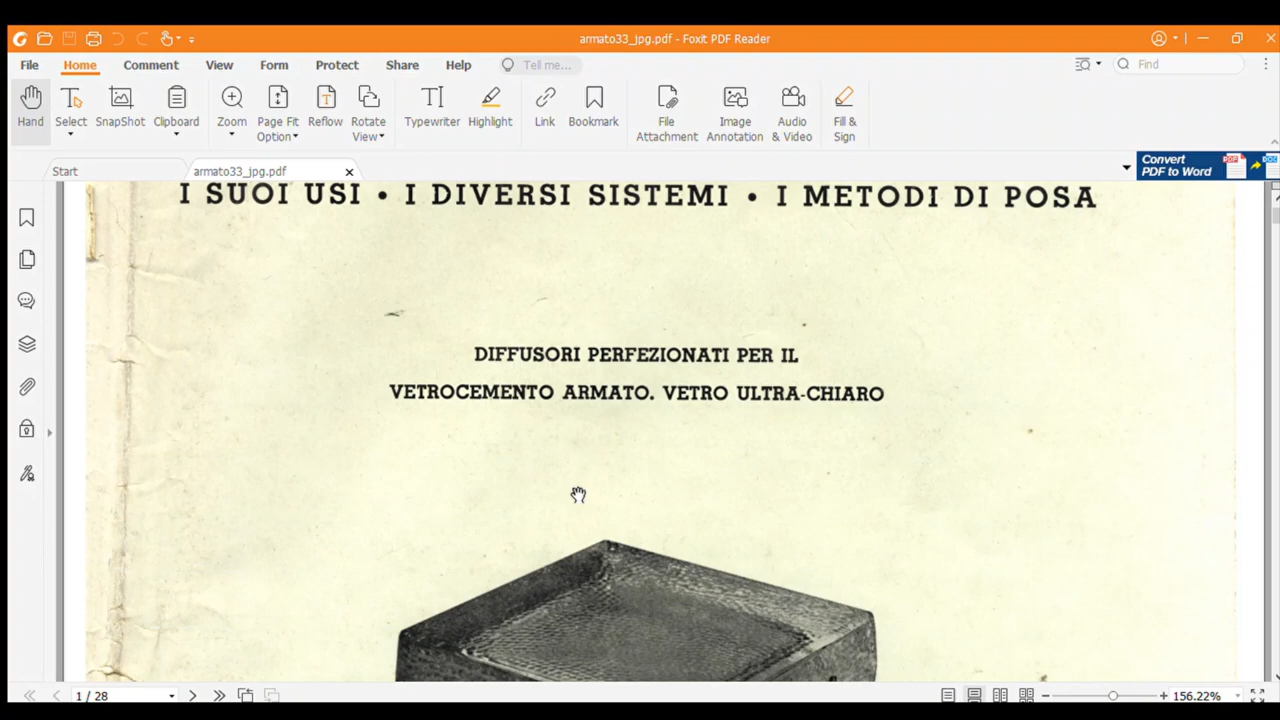 armato33_jpg.pdf - Foxit PDF Reader
File Home Comment View Form Protect Share Help Tell me... Find
Hand Select SnapShot Clipboard Zoom Page Fit Option Reflow Rotate View Typewriter Highlight Link Bookmark File Attachment Image Annotation Audio & Video Fill & Sign
Start armato33_jpg.pdf
Convert
PDF to Word
PDF DOC
I SUOI USI • I DIVERSI SISTEMI • I METODI DI POSA
DIFFUSORI PERFEZIONATI PER IL
VETROCEMENTO ARMATO. VETRO ULTRA-CHIARO
1 / 28 156.22%